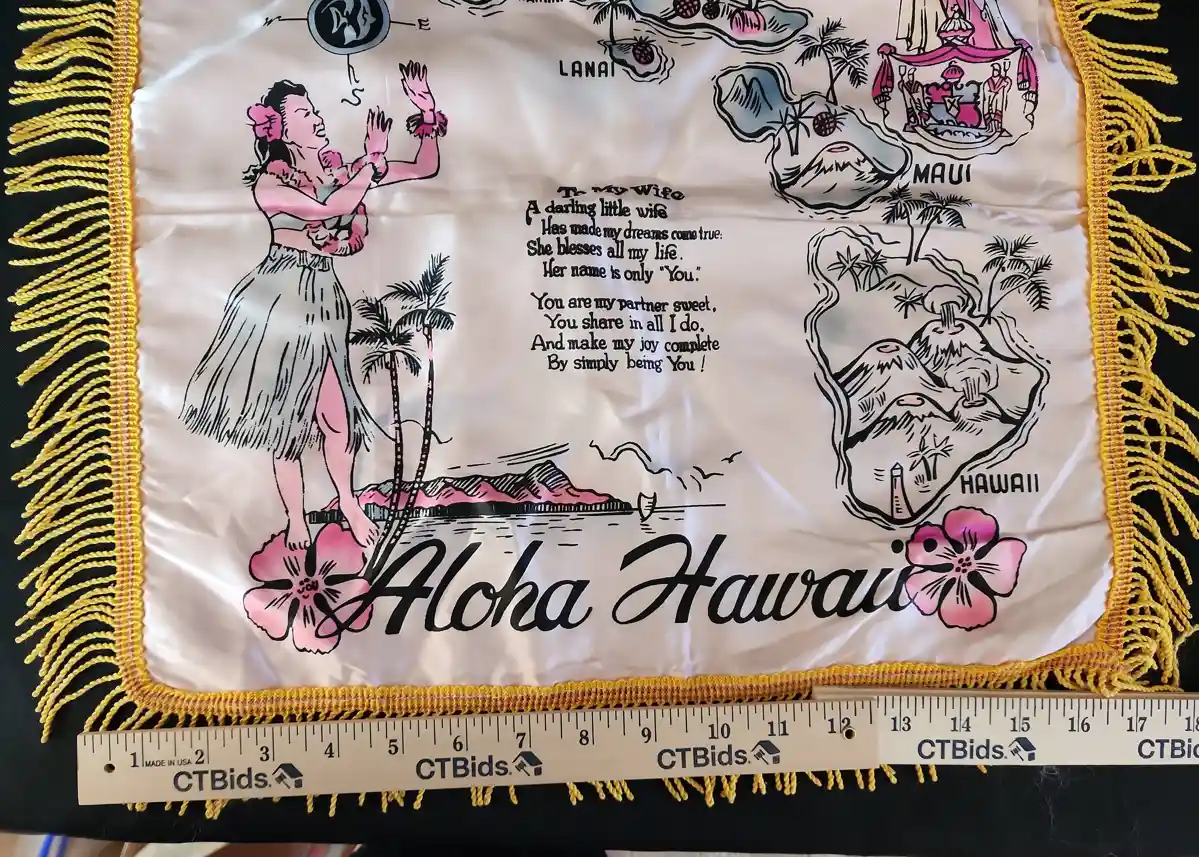 E
S
LANAI
MAUI
To My Wife
A darling little wife
Has made my dreams come true:
She blesses all my life.
Her name is only "You."
You are my partner sweet,
You share in all I do,
And make my joy complete
By simply being You!
HAWAII
Aloha Hawaii
1 MADE IN USA 2 3 4 5 6 7 8 9 10 11 12 13 14 15 16 17 18
CTBids. CTBids. CTBids. CTBids. CTBi